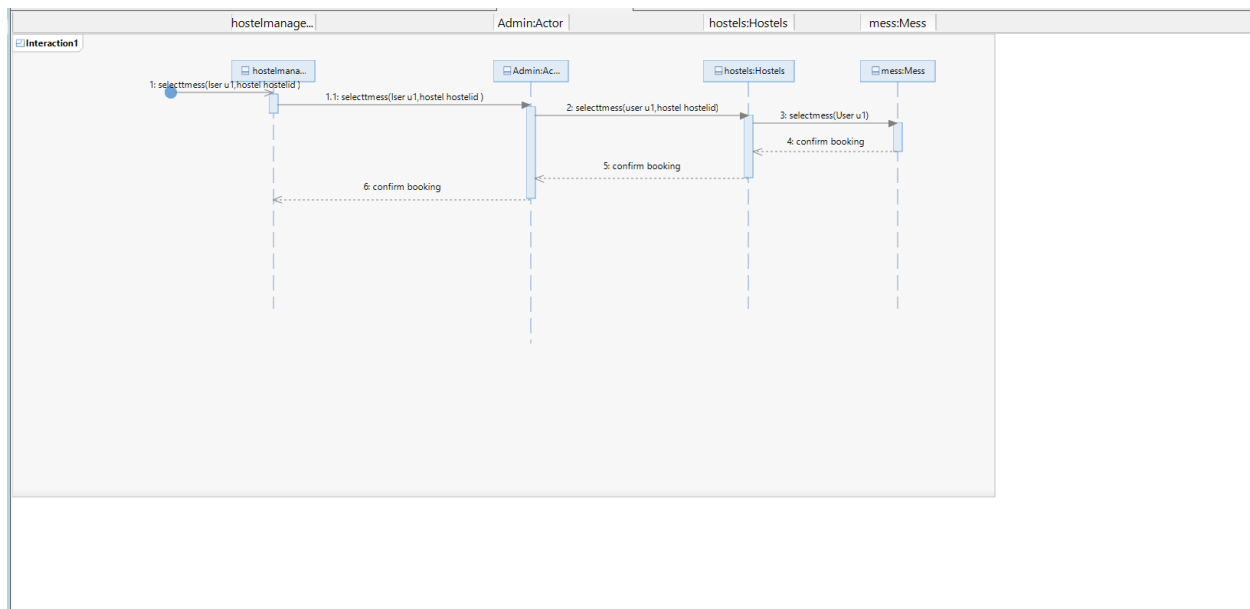 hostelmanage...
Admin:Actor
hostels:Hostels
mess:Mess
Interaction1
hostelmana...
Admin:Ac...
hostels:Hostels
mess:Mess
1: selecttmess(Iser u1,hostel hostelid )
1.1: selecttmess(Iser u1,hostel hostelid )
2: selecttmess(user u1,hostel hostelid)
3: selectmess(User u1)
4: confirm booking
5: confirm booking
6: confirm booking